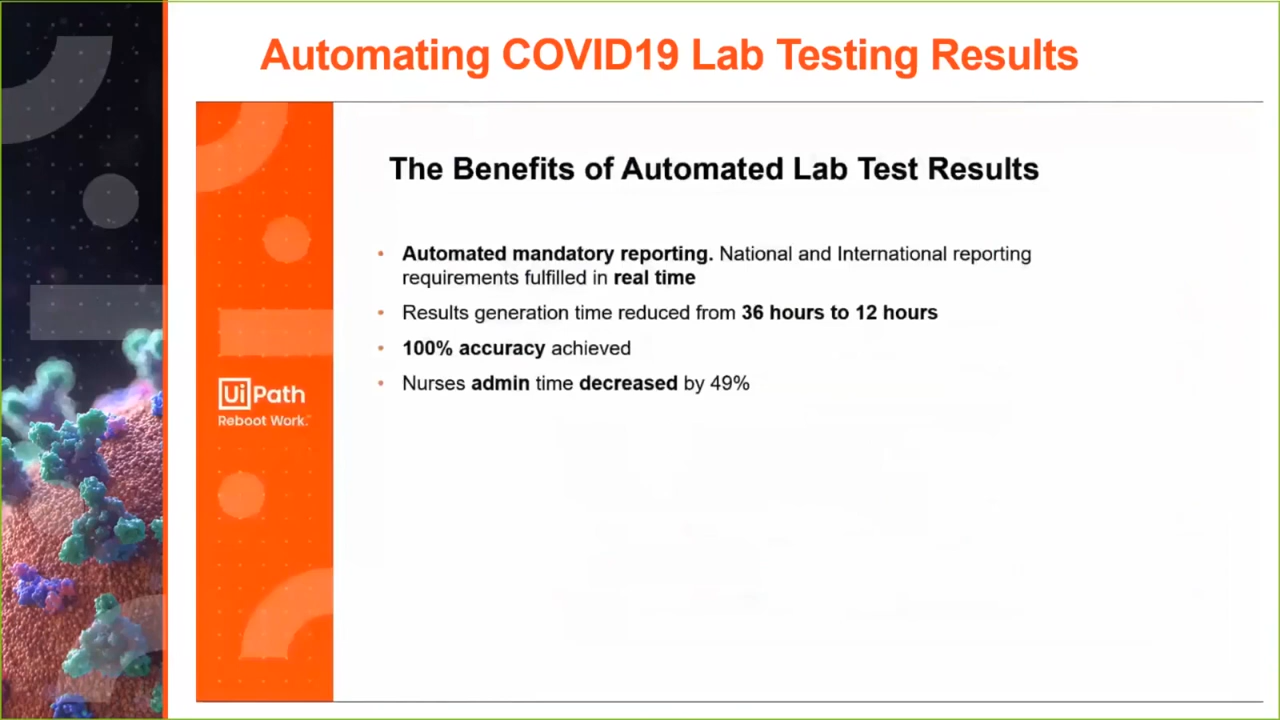 Automating COVID19 Lab Testing Results
The Benefits of Automated Lab Test Results
• Automated mandatory reporting. National and International reporting
requirements fulfilled in real time
• Results generation time reduced from 36 hours to 12 hours
• 100% accuracy achieved
• Nurses admin time decreased by 49%
UiPath
Reboot Work.™